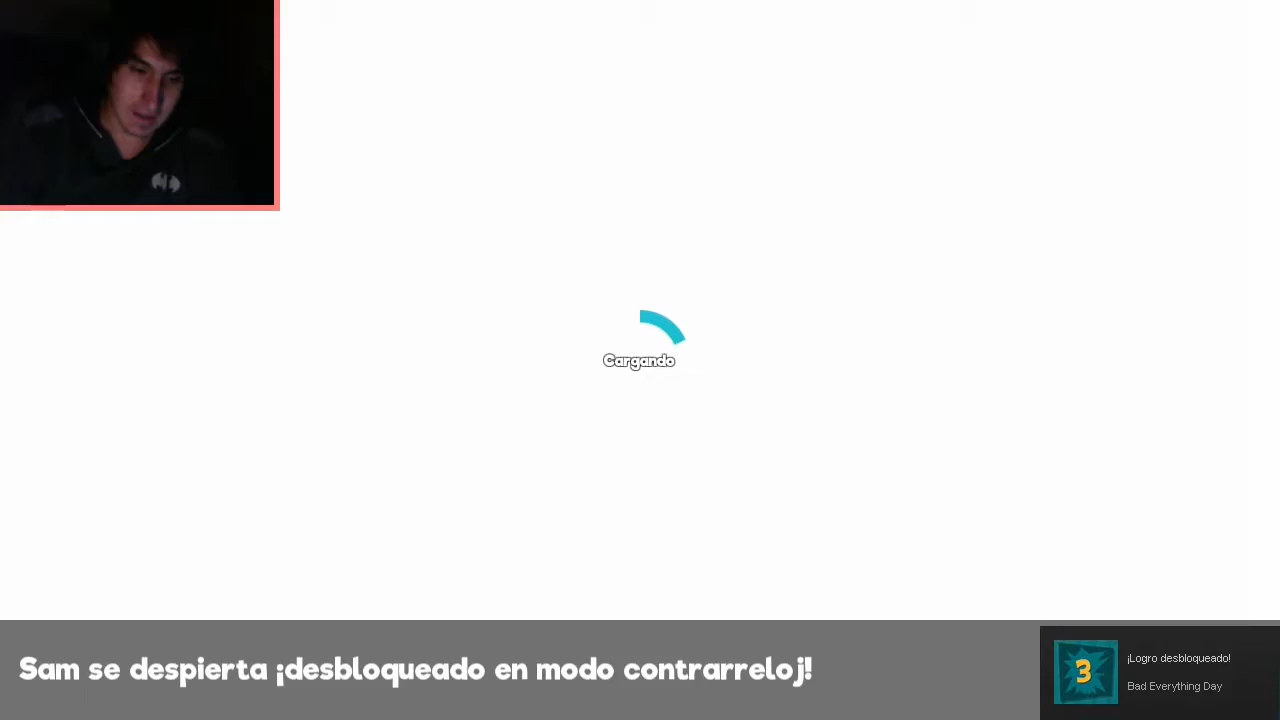 Cargando
Sam se despierta ¡desbloqueado en modo contrarreloj!
3
¡Logro desbloqueado!
Bad Everything Day